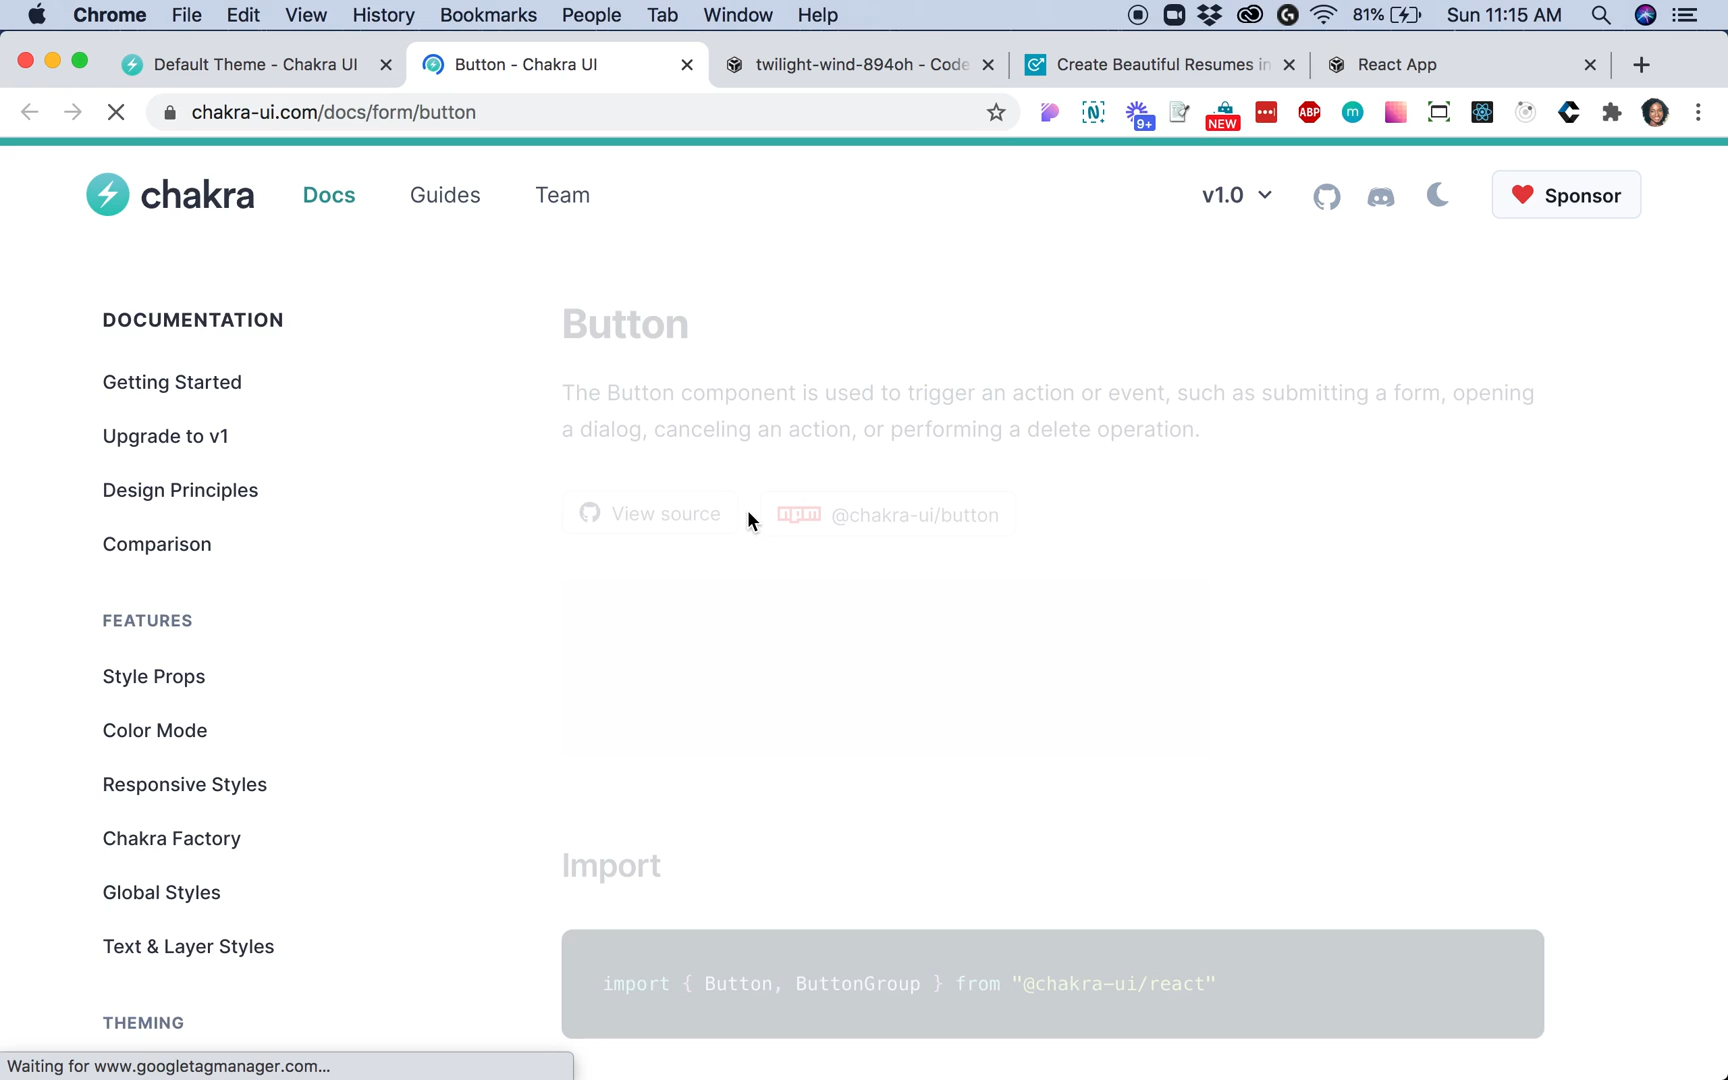 Chrome File Edit View History Bookmarks People Tab Window Help 81% Sun 11:15 AM
Default Theme - Chakra UI Button - Chakra UI twilight-wind-894oh - Code Create Beautiful Resumes in React App
chakra-ui.com/docs/form/button 9+ NEW ABP m
chakra Docs Guides Team v1.0 Sponsor
DOCUMENTATION
Getting Started
Upgrade to v1
Design Principles
Comparison
FEATURES
Style Props
Color Mode
Responsive Styles
Chakra Factory
Global Styles
Text & Layer Styles
THEMING
Button
The Button component is used to trigger an action or event, such as submitting a form, opening
a dialog, canceling an action, or performing a delete operation.
View source npm @chakra-ui/button
Import
import { Button, ButtonGroup } from "@chakra-ui/react"
Waiting for www.googletagmanager.com...